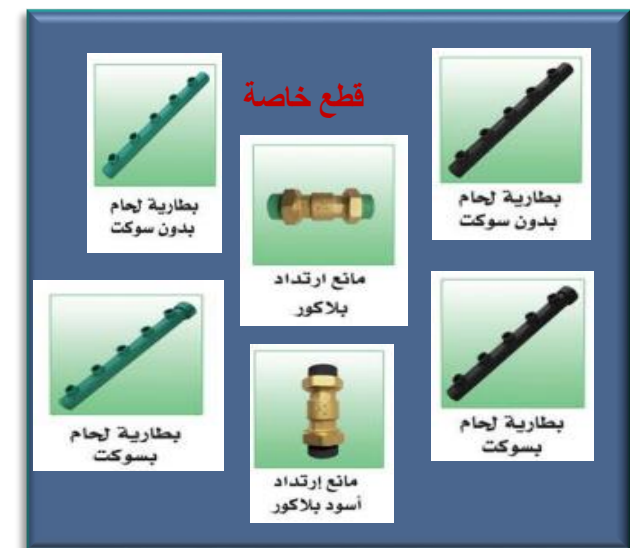 قطع خاصة
بطارية لحام
بدون سوكت
بطارية لحام
بدون سوكت
مانع ارتداد
بلاكور
بطارية لحام
بسوكت
بطارية لحام
بسوكت
مانع إرتداد
أسود بلاكور